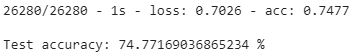 26280/26280 - 1s - loss: 0.7026 - acc: 0.7477
Test accuracy: 74.77169036865234 %